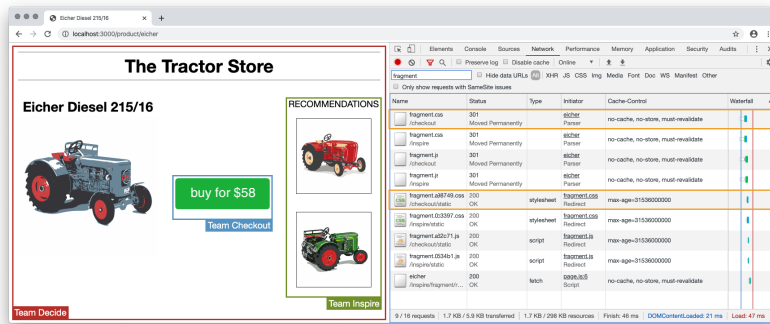 Eicher Diesel 215/16
localhost:3000/product/eicher
The Tractor Store
Eicher Diesel 215/16
buy for $58
Team Checkout
RECOMMENDATIONS
Team Inspire
Team Decide
Elements Console Sources Network Performance Memory Application Security Audits
Preserve log Disable cache Online
fragment Hide data URLs All XHR JS CSS Img Media Font Doc WS Manifest Other
Only show requests with SameSite issues
Name Status Type Initiator Cache-Control Waterfall
fragment.css 301 eicher no-cache, no-store, must-revalidate
/checkout Moved Permanently Parser
fragment.css 301 eicher no-cache, no-store, must-revalidate
/inspire Moved Permanently Parser
fragment.js 301 eicher no-cache, no-store, must-revalidate
/checkout Moved Permanently Parser
fragment.js 301 eicher no-cache, no-store, must-revalidate
/inspire Moved Permanently Parser
fragment.a98749.css 200 stylesheet fragment.css max-age=31536000000
/checkout/static OK Redirect
fragment.0b3397.css 200 stylesheet fragment.css max-age=31536000000
/inspire/static OK Redirect
fragment.a62c71.js 200 script fragment.js max-age=31536000000
/checkout/static OK Redirect
fragment.0534b1.js 200 script fragment.js max-age=31536000000
/inspire/static OK Redirect
eicher 200 fetch page.js:6 no-cache, no-store, must-revalidate
/inspire/fragment/r... OK Script
9 / 16 requests 1.7 KB / 5.9 KB transferred 1.7 KB / 298 KB resources Finish: 46 ms DOMContentLoaded: 21 ms Load: 47 ms